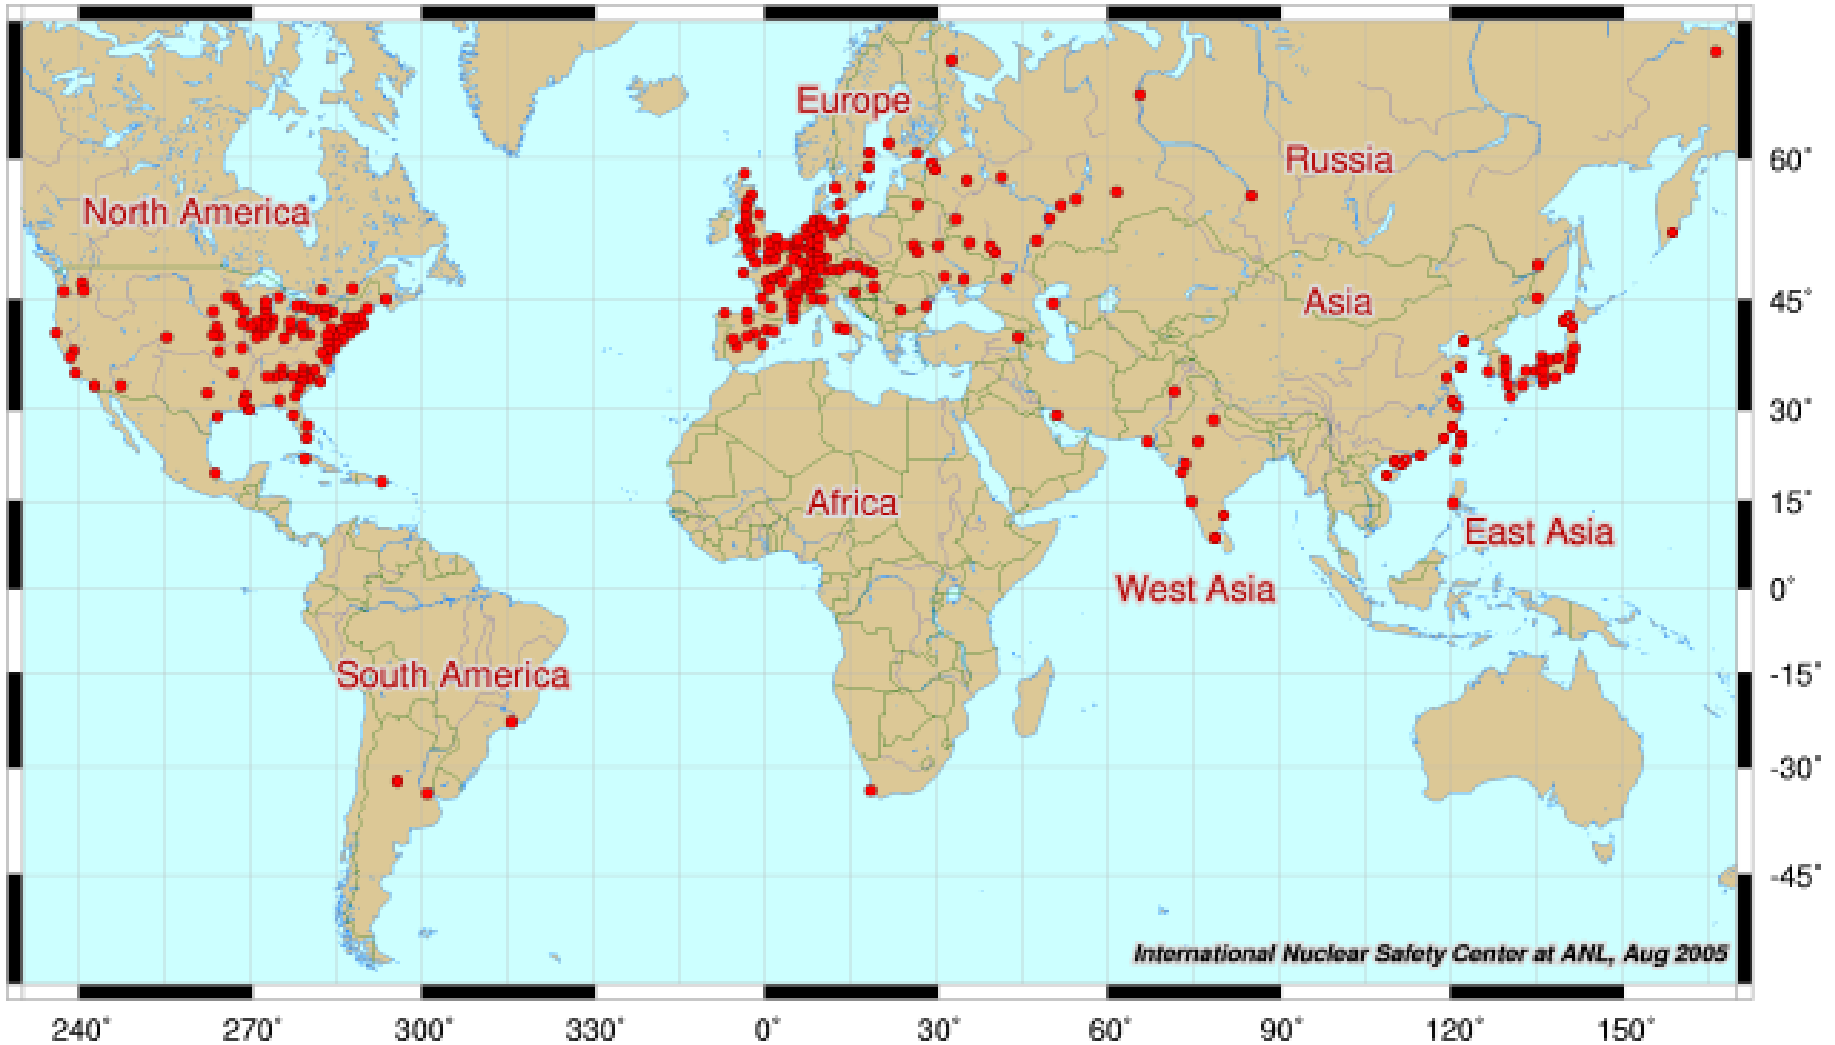 Europe
60°
Russia
North America
45°
Asia
30°
15°
Africa
East Asia
0°
West Asia
-15°
South America
-30°
-45°
International Nuclear Safety Center at ANL, Aug 2005
240° 270° 300° 330° 0° 30° 60° 90° 120° 150°